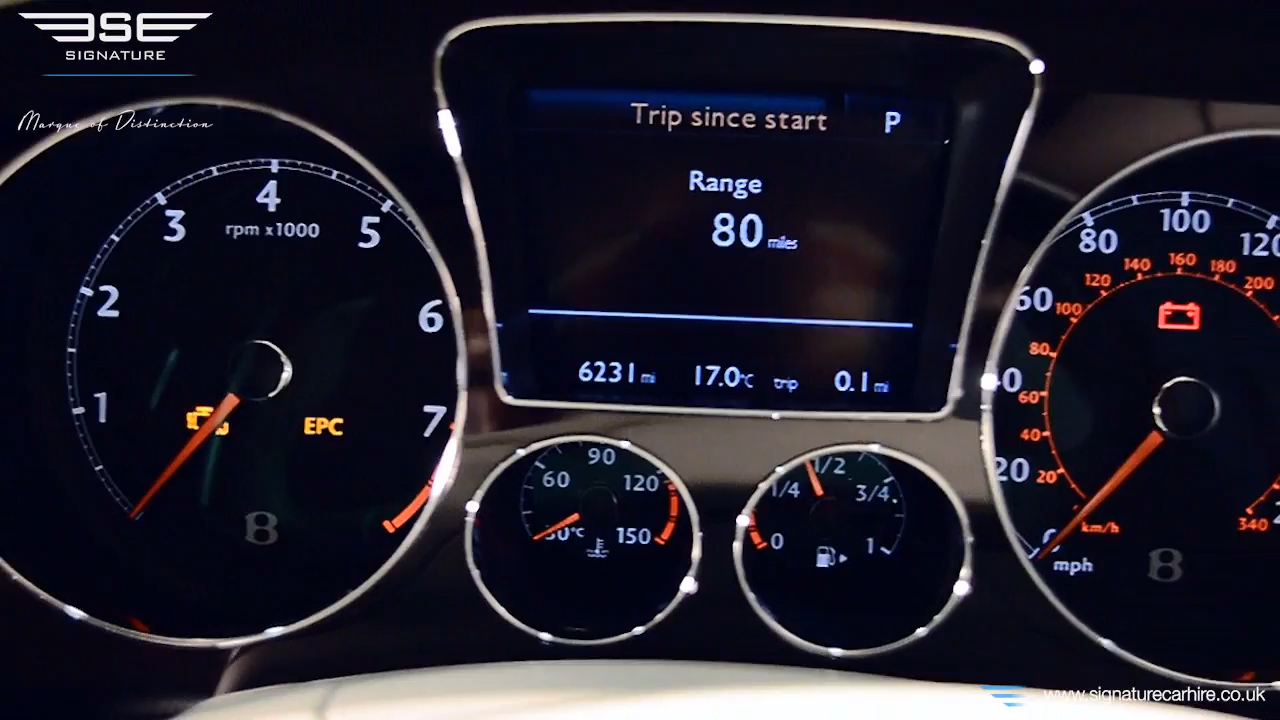 ESE
SIGNATURE
Marque of Distinction
Trip since start P
Range
80 miles
6231 mi 17.0°C trip 0.1 mi
1 2 3 4 5 6 7
rpm x1000
EPC
B
60 90 120 150
0 1/4 1/2 3/4 1
20 40 60 80 100 120
20 40 60 80 100 120 140 160 180 200 340
km/h
0
mph
B
www.signaturecarhire.co.uk